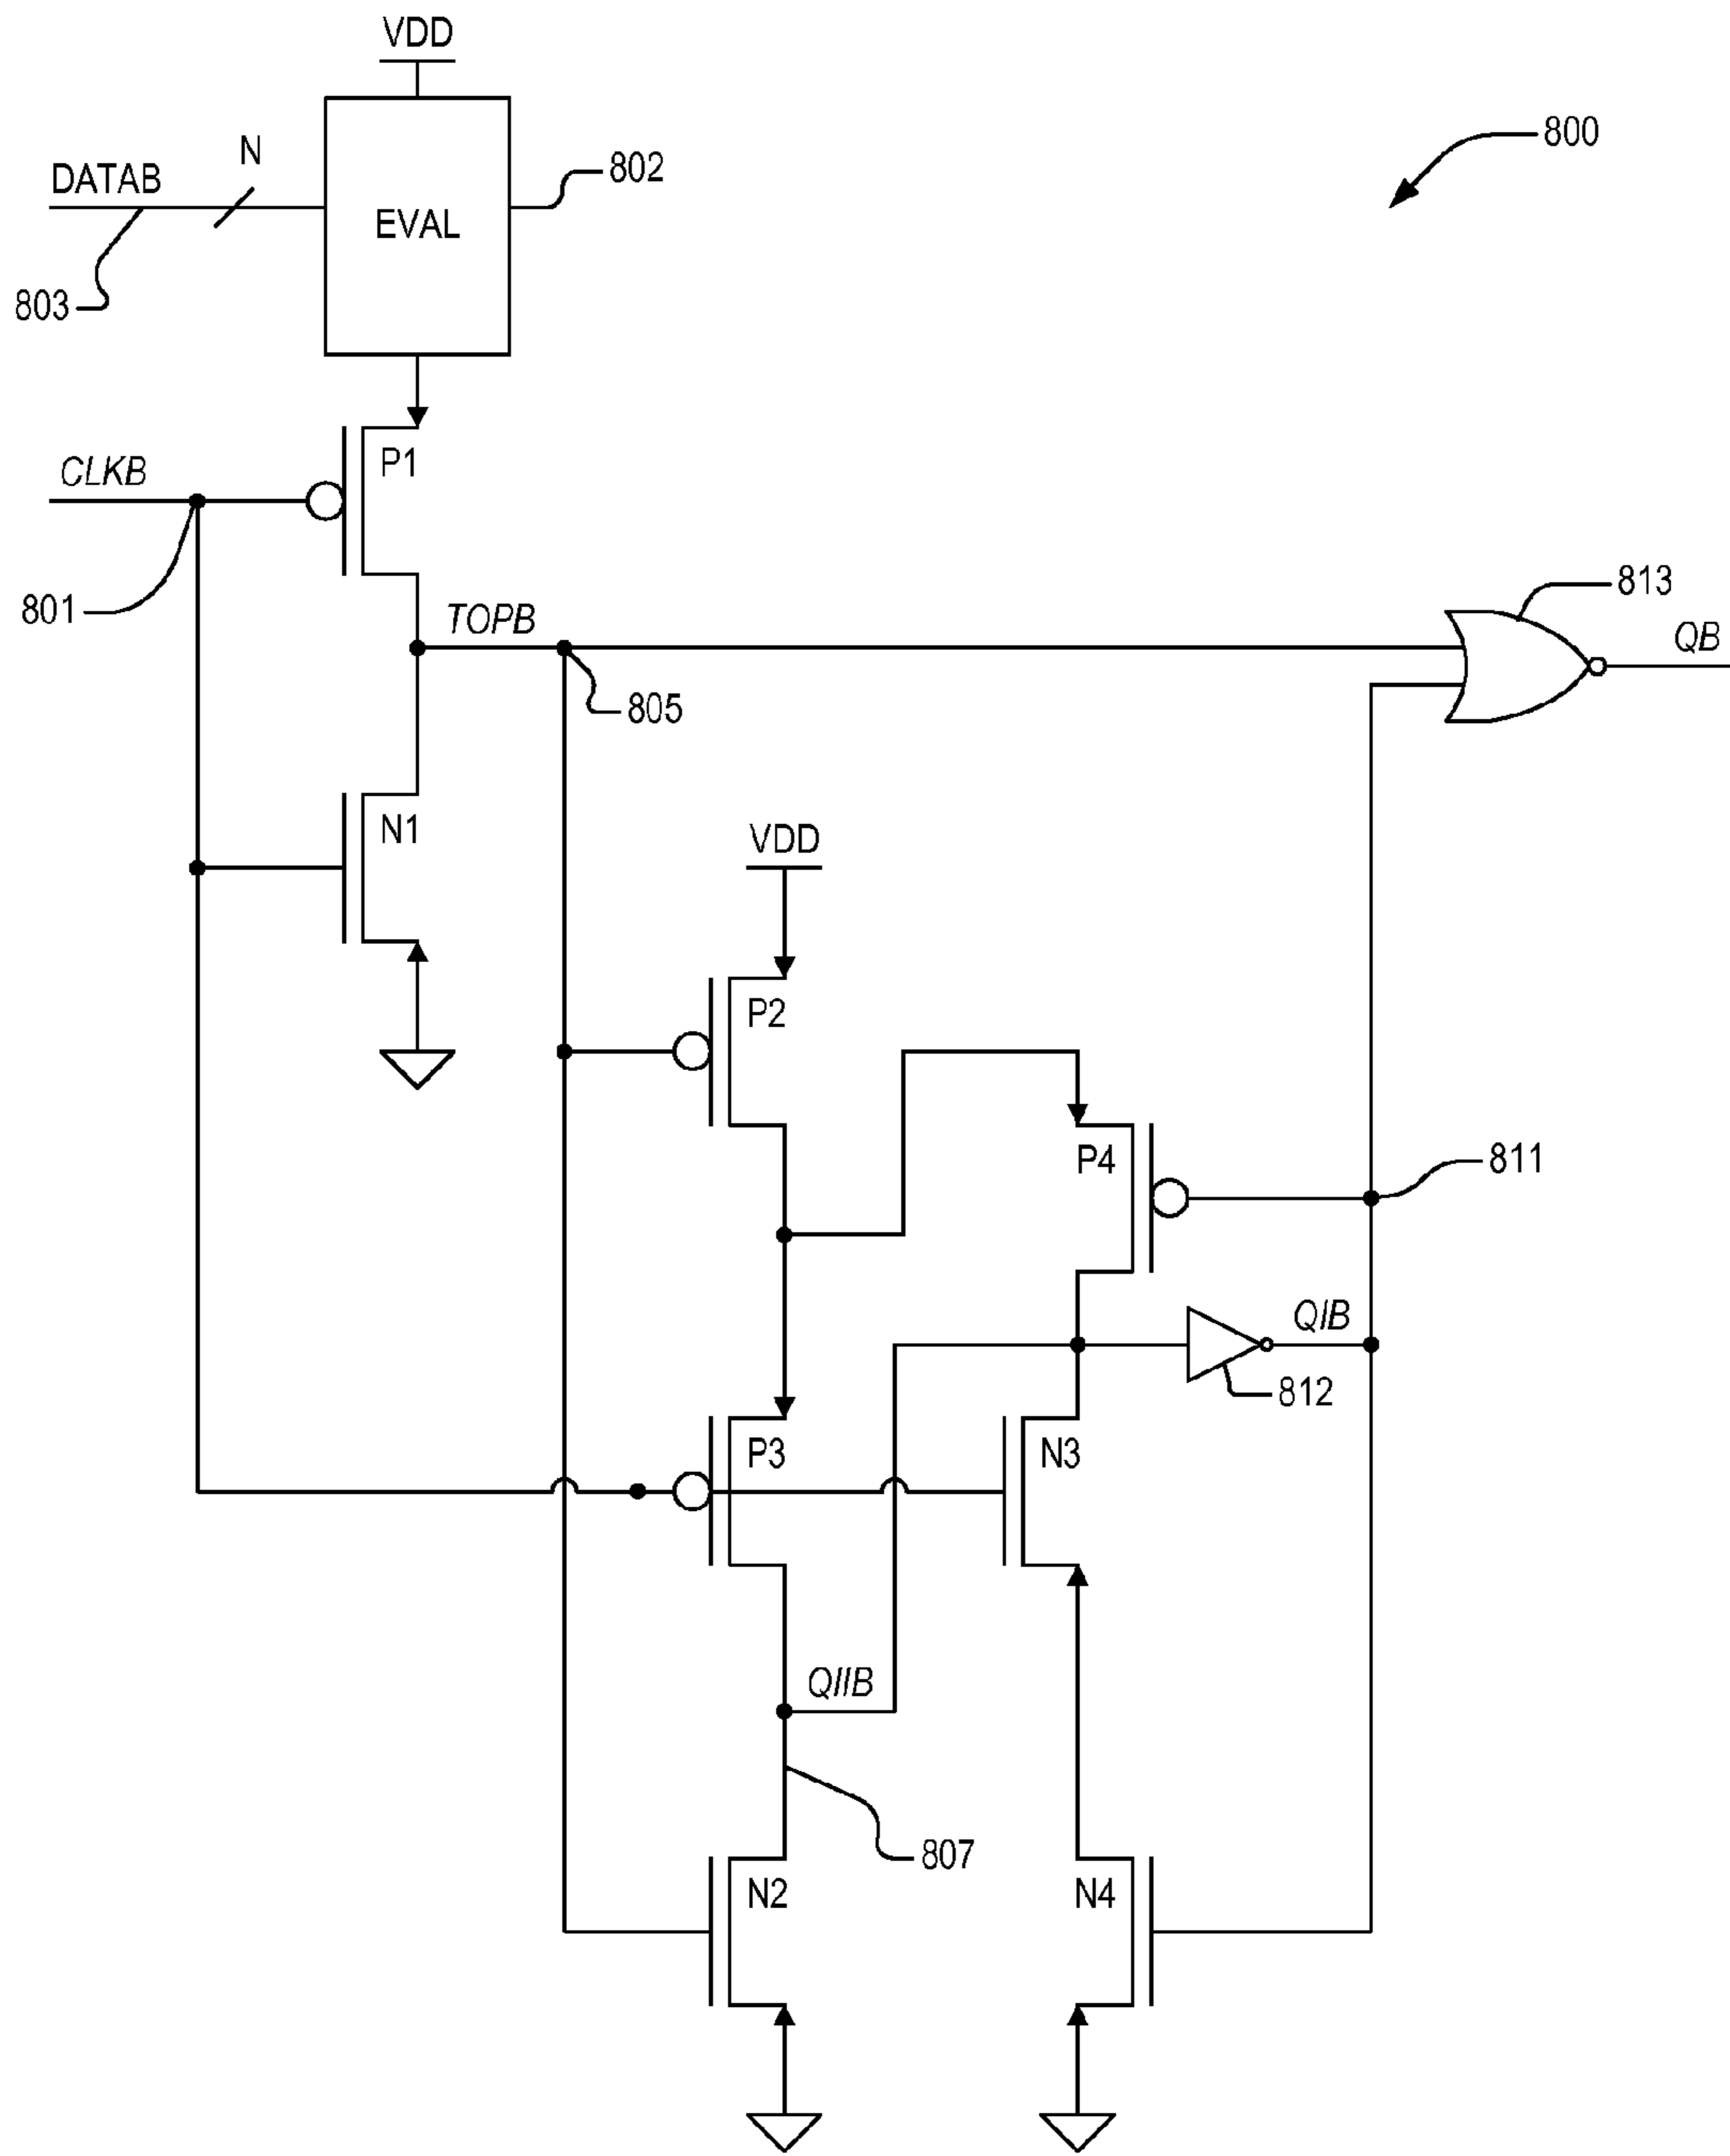 VDD
800
N
802
DATAB
EVAL
803
P1
CLKB
813
801
TOPB
QB
805
N1
VDD
P2
P4
811
QIB
812
P3
N3
QIIB
807
N2
N4